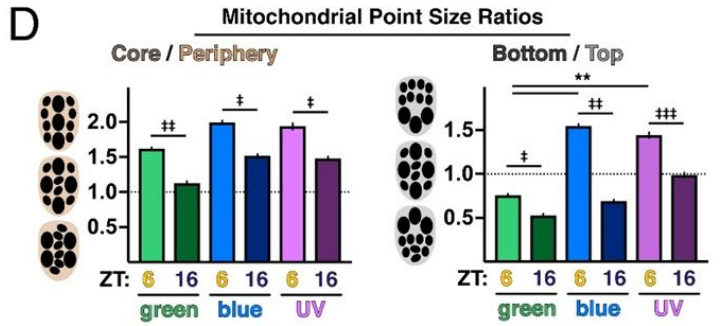 D
Mitochondrial Point Size Ratios
Core / Periphery
Bottom / Top
2.0
1.5
1.0
0.5
‡‡
‡
‡
ZT: 6 16 6 16 6 16
green blue UV
1.5
1.0
0.5
**
‡
‡‡
‡‡‡
ZT: 6 16 6 16 6 16
green blue UV